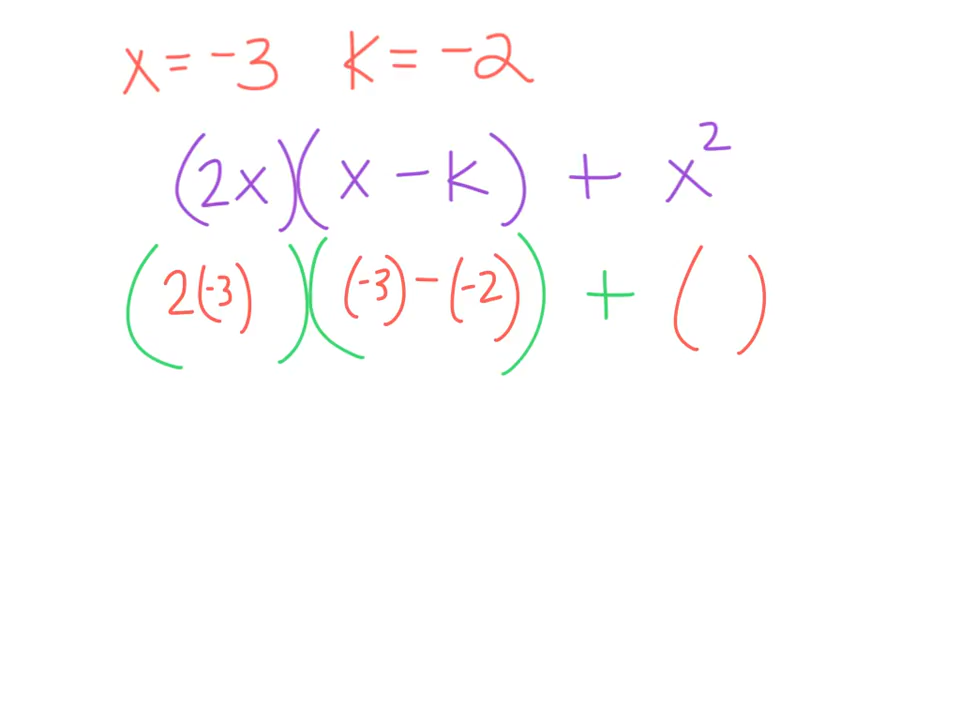 x = -3 k = -2
(2x)(x - k) + x²
(2(-3))((-3) - (-2)) + ( )